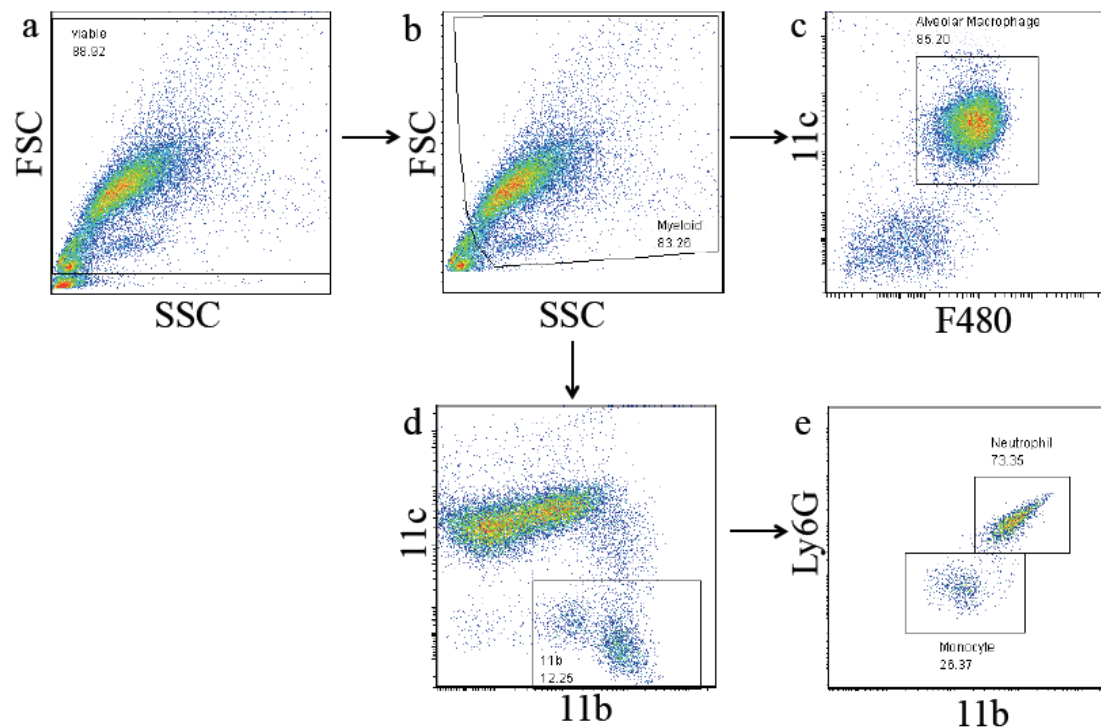 a
viable
88.92
FSC
SSC
b
FSC
Myeloid
83.26
SSC
c
Alveolar Macrophage
85.20
11c
F480
d
11c
11b
12.25
11b
e
Neutrophil
73.35
Ly6G
Monocyte
26.37
11b